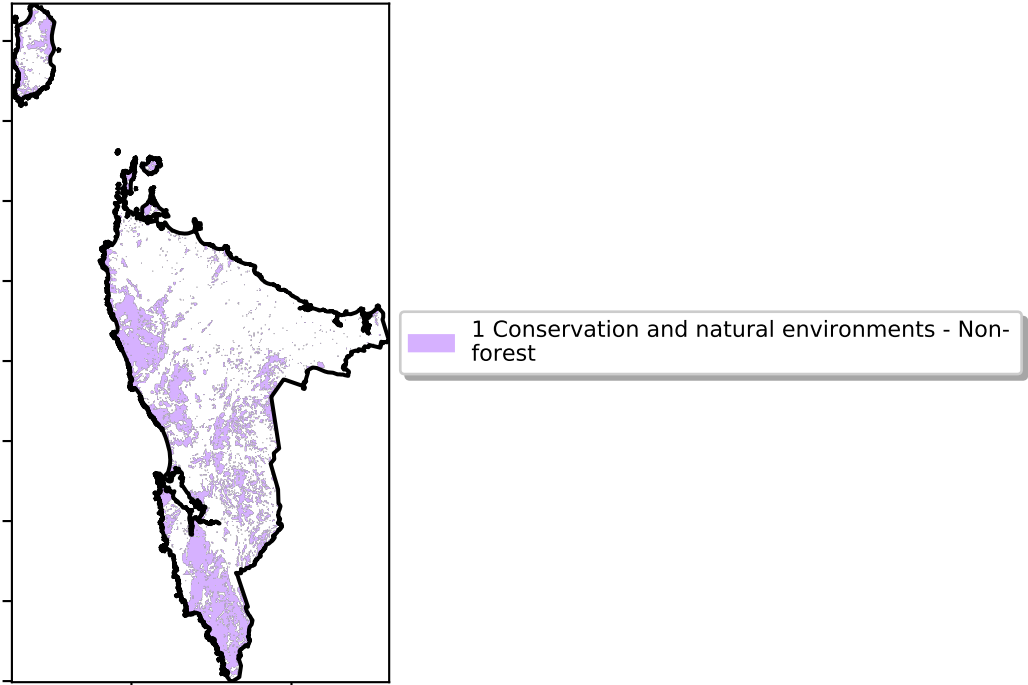 1 Conservation and natural environments - Non-
forest